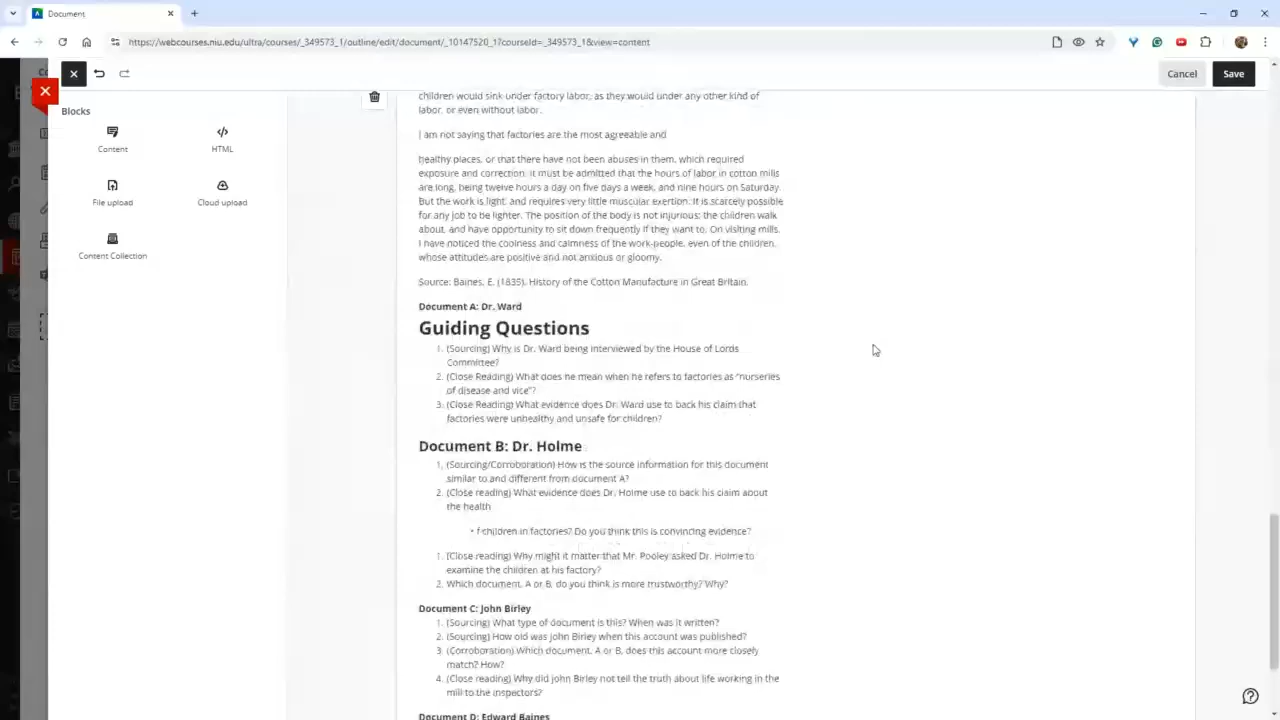 Document
https://webcourses.niu.edu/ultra/courses/_349573_1/outline/edit/document/_10147520_1?courseId=_349573_1&view=content
Cancel
Save
Blocks
Content
HTML
File upload
Cloud upload
Content Collection
children would sink under factory labor, as they would under any other kind of
labor, or even without labor.
I am not saying that factories are the most agreeable and
healthy places, or that there have not been abuses in them, which required
exposure and correction. It must be admitted that the hours of labor in cotton mills
are long, being twelve hours a day on five days a week, and nine hours on Saturday.
But the work is light, and requires very little muscular exertion. It is scarcely possible
for any job to be lighter. The position of the body is not injurious: the children walk
about, and have opportunity to sit down frequently if they want to. On visiting mills,
I have noticed the coolness and calmness of the work-people, even of the children,
whose attitudes are positive and not anxious or gloomy.
Source: Baines, E. (1835). History of the Cotton Manufacture in Great Britain.
Document A: Dr. Ward
Guiding Questions
1. (Sourcing) Why is Dr. Ward being interviewed by the House of Lords
Committee?
2. (Close Reading) What does he mean when he refers to factories as "nurseries
of disease and vice"?
3. (Close Reading) What evidence does Dr. Ward use to back his claim that
factories were unhealthy and unsafe for children?
Document B: Dr. Holme
1. (Sourcing/Corroboration) How is the source information for this document
similar to and different from document A?
2. (Close reading) What evidence does Dr. Holme use to back his claim about
the health
• f children in factories? Do you think this is convincing evidence?
1. (Close reading) Why might it matter that Mr. Pooley asked Dr. Holme to
examine the children at his factory?
2. Which document, A or B, do you think is more trustworthy? Why?
Document C: John Birley
1. (Sourcing) What type of document is this? When was it written?
2. (Sourcing) How old was John Birley when this account was published?
3. (Corroboration) Which document, A or B, does this account more closely
match? How?
4. (Close reading) Why did John Birley not tell the truth about life working in the
mill to the inspectors?
Document D: Edward Baines